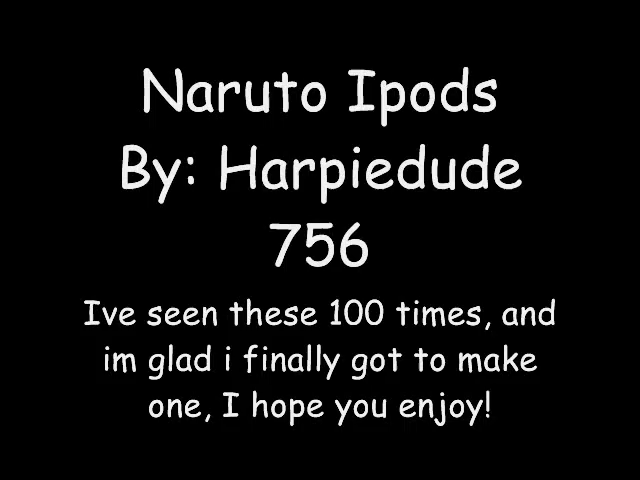 Naruto Ipods
By: Harpiedude
756
Ive seen these 100 times, and
im glad i finally got to make
one, I hope you enjoy!